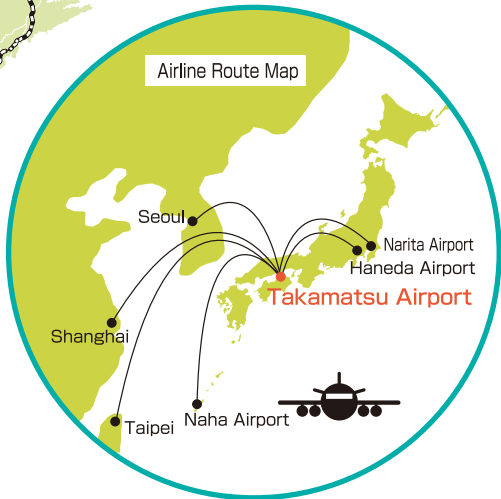 Airline Route Map
Seoul
Narita Airport
Haneda Airport
Takamatsu Airport
Shanghai
Taipei
Naha Airport